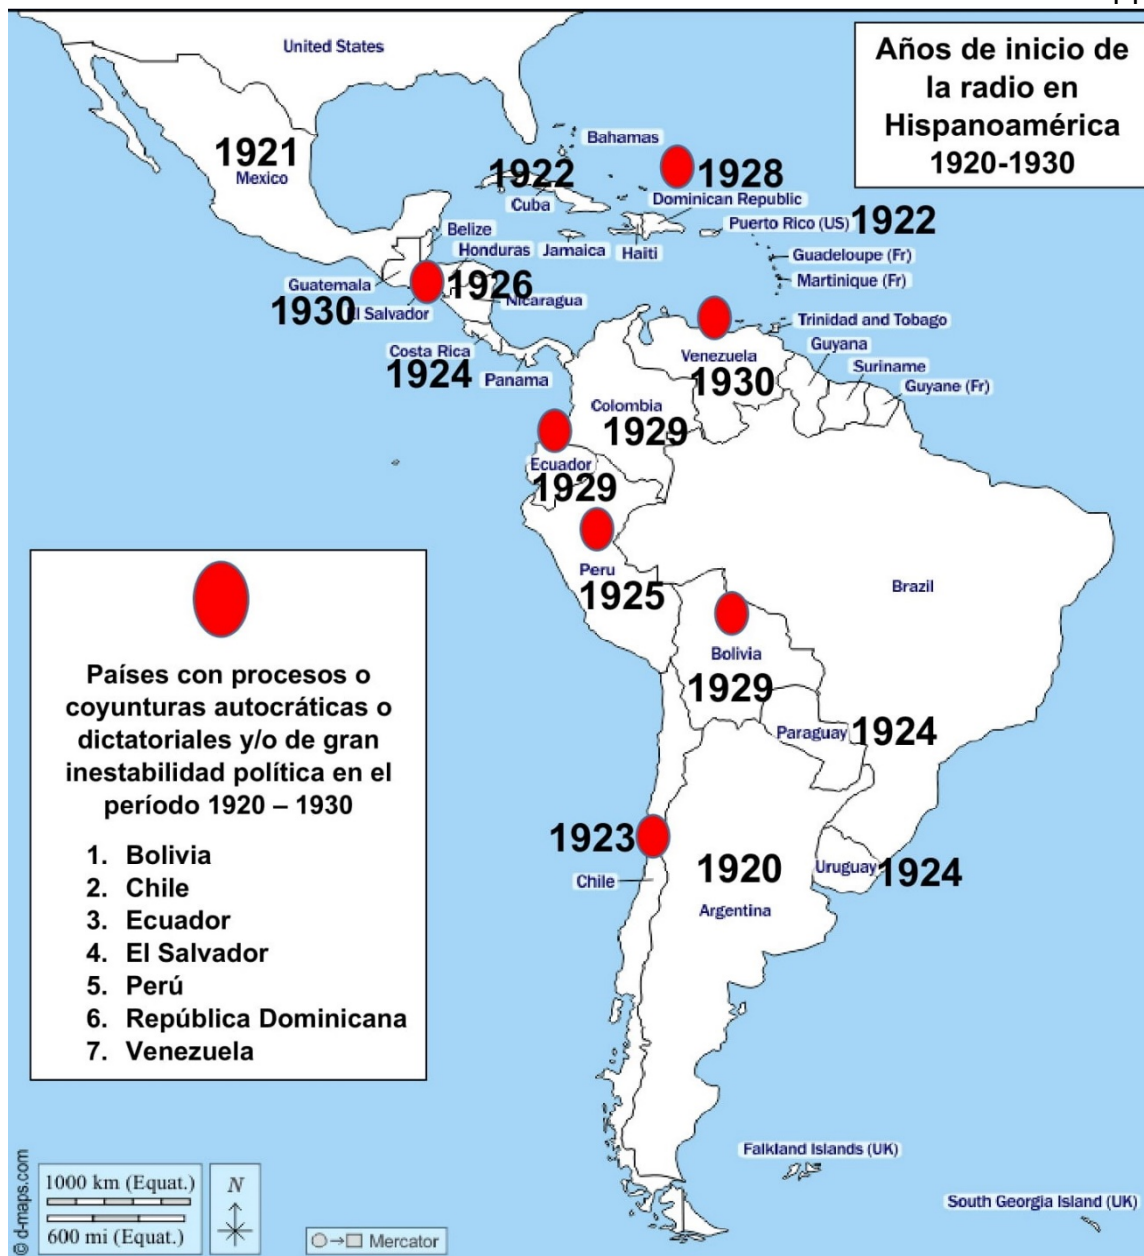 United States
Años de inicio de
la radio en
Hispanoamérica
1920-1930
Bahamas
1921
Mexico
1922
Cuba
1928
Dominican Republic
Puerto Rico (US)
1922
Belize
Honduras
Jamaica
Haiti
Guadeloupe (Fr)
Martinique (Fr)
Guatemala
1926
Nicaragua
1930
El Salvador
Trinidad and Tobago
Costa Rica
1924
Panama
Venezuela
1930
Guyana
Suriname
Guyane (Fr)
Colombia
1929
Ecuador
1929
Peru
1925
Brazil
Bolivia
1929
Paraguay
1924
1923
Chile
1920
Argentina
Uruguay
1924
Países con procesos o
coyunturas autocráticas o
dictatoriales y/o de gran
inestabilidad política en el
período 1920 – 1930
1. Bolivia
2. Chile
3. Ecuador
4. El Salvador
5. Perú
6. República Dominicana
7. Venezuela
Falkland Islands (UK)
South Georgia Island (UK)
© d-maps.com
1000 km (Equat.)
600 mi (Equat.)
N
Mercator